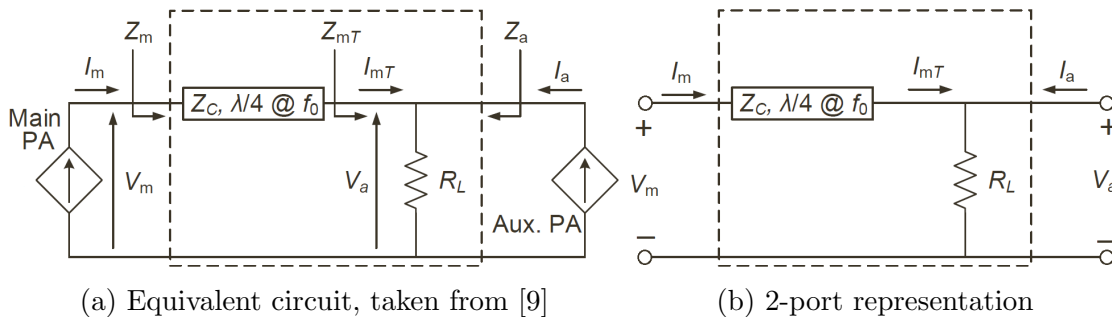 Z_m
Z_mT
Z_a
I_m
I_mT
I_a
Z_C, λ/4 @ f_0
Main
PA
V_m
V_a
R_L
Aux. PA
(a) Equivalent circuit, taken from [9]
I_m
I_mT
I_a
Z_C, λ/4 @ f_0
+
+
V_m
R_L
V_a
−
−
(b) 2-port representation